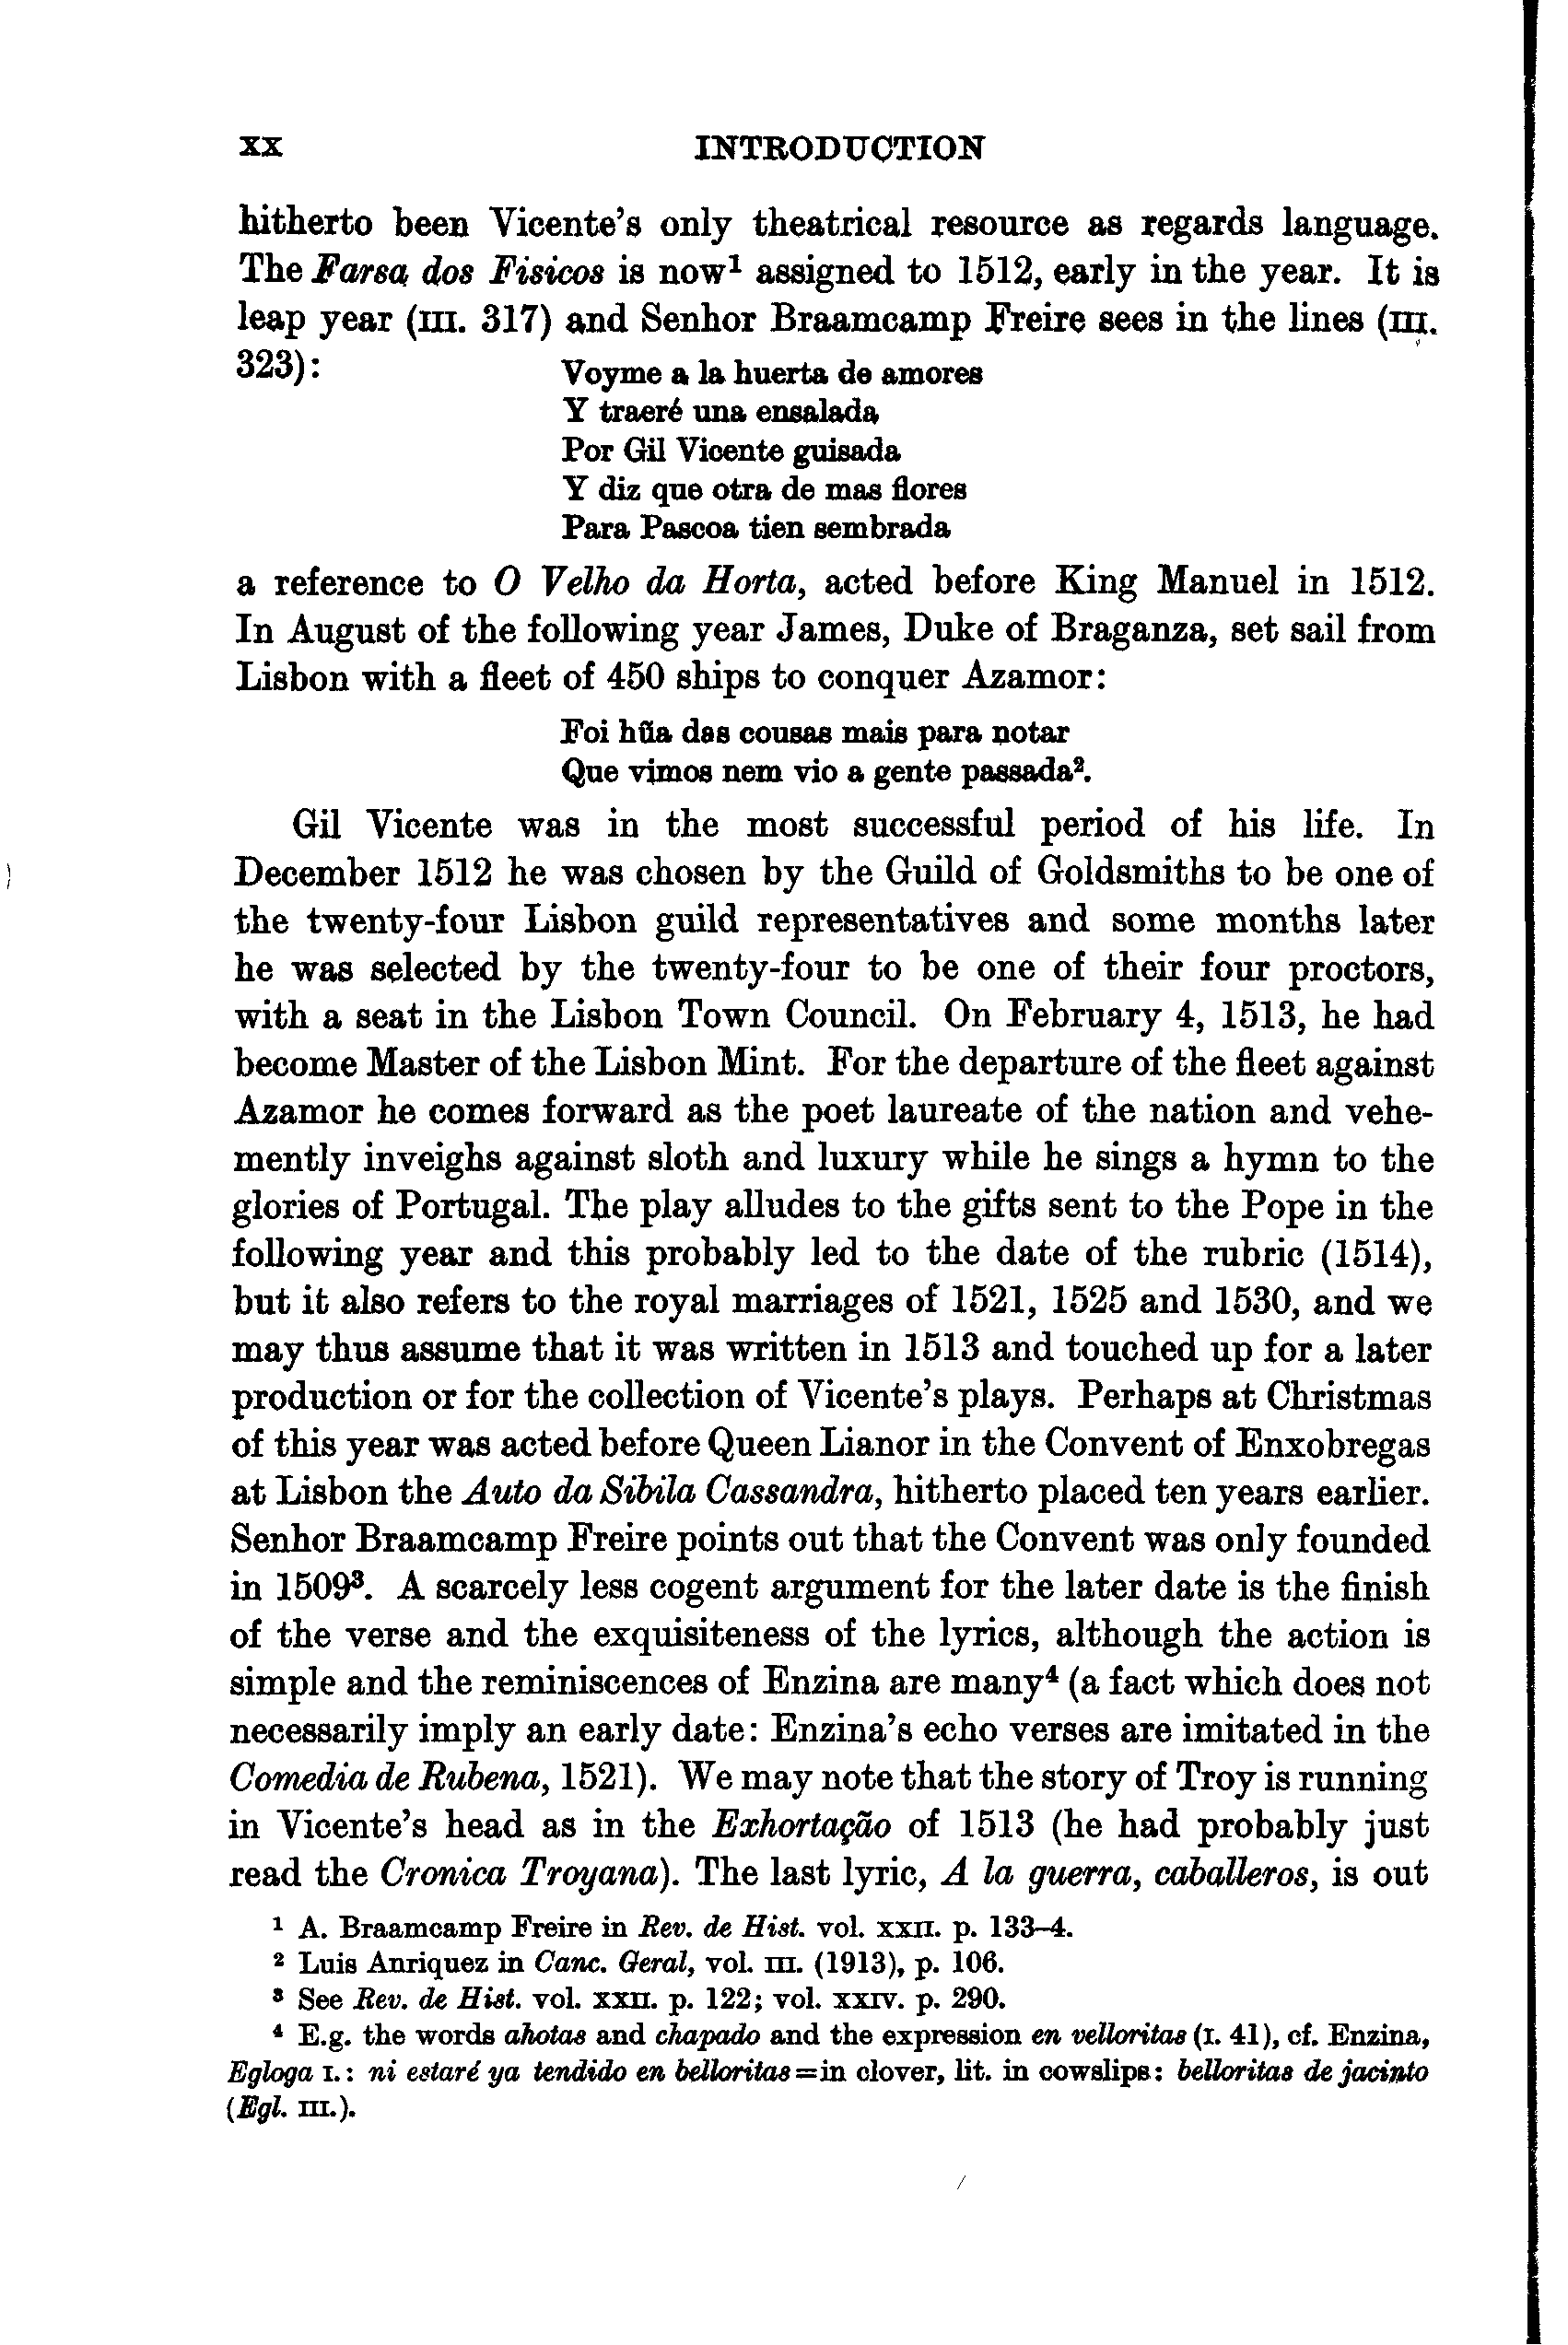 xx INTRODUCTION
hitherto been Vicente's only theatrical resource as regards language.
The Farsa dos Fisicos is now¹ assigned to 1512, early in the year. It is
leap year (III. 317) and Senhor Braamcamp Freire sees in the lines (III.
323):
Voyme a la huerta de amores
Y traeré una ensalada
Por Gil Vicente guisada
Y diz que otra de mas flores
Para Pascoa tien sembrada
a reference to O Velho da Horta, acted before King Manuel in 1512.
In August of the following year James, Duke of Braganza, set sail from
Lisbon with a fleet of 450 ships to conquer Azamor:
Foi hũa das cousas mais para notar
Que vimos nem vio a gente passada².
Gil Vicente was in the most successful period of his life. In
December 1512 he was chosen by the Guild of Goldsmiths to be one of
the twenty-four Lisbon guild representatives and some months later
he was selected by the twenty-four to be one of their four proctors,
with a seat in the Lisbon Town Council. On February 4, 1513, he had
become Master of the Lisbon Mint. For the departure of the fleet against
Azamor he comes forward as the poet laureate of the nation and vehe-
mently inveighs against sloth and luxury while he sings a hymn to the
glories of Portugal. The play alludes to the gifts sent to the Pope in the
following year and this probably led to the date of the rubric (1514),
but it also refers to the royal marriages of 1521, 1525 and 1530, and we
may thus assume that it was written in 1513 and touched up for a later
production or for the collection of Vicente's plays. Perhaps at Christmas
of this year was acted before Queen Lianor in the Convent of Enxobregas
at Lisbon the Auto da Sibila Cassandra, hitherto placed ten years earlier.
Senhor Braamcamp Freire points out that the Convent was only founded
in 1509³. A scarcely less cogent argument for the later date is the finish
of the verse and the exquisiteness of the lyrics, although the action is
simple and the reminiscences of Enzina are many⁴ (a fact which does not
necessarily imply an early date: Enzina's echo verses are imitated in the
Comedia de Rubena, 1521). We may note that the story of Troy is running
in Vicente's head as in the Exhortação of 1513 (he had probably just
read the Cronica Troyana). The last lyric, A la guerra, caballeros, is out
¹ A. Braamcamp Freire in Rev. de Hist. vol. XXII. p. 133–4.
² Luis Anriquez in Canc. Geral, vol. III. (1913), p. 106.
³ See Rev. de Hist. vol. XXII. p. 122; vol. XXIV. p. 290.
⁴ E.g. the words ahotas and chapado and the expression en velloritas (I. 41), cf. Enzina,
Egloga I.: ni estaré ya tendido en belloritas=in clover, lit. in cowslips: belloritas de jacinto
(Egl. III.).